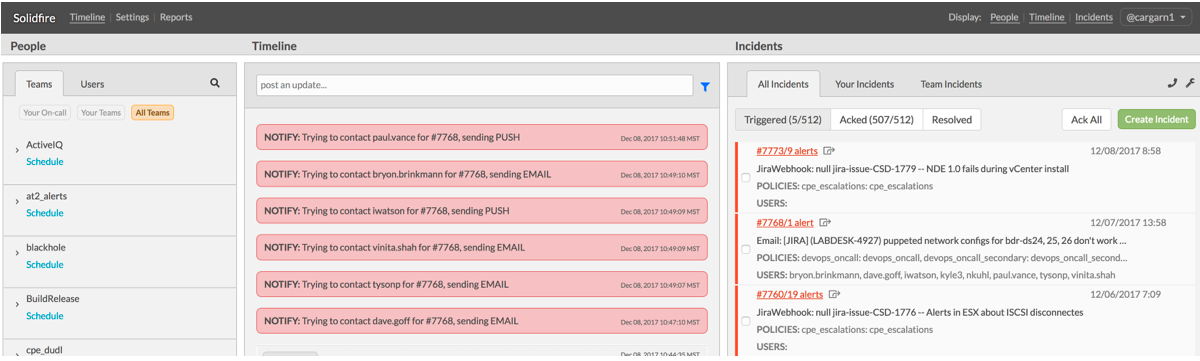 Solidfire Timeline Settings Reports Display: People Timeline Incidents @cargarn1
People
Teams Users
Your On-call Your Teams All Teams
ActiveIQ
Schedule
at2_alerts
Schedule
blackhole
Schedule
BuildRelease
Schedule
cpe_dudl
Timeline
post an update...
NOTIFY: Trying to contact paul.vance for #7768, sending PUSH Dec 08, 2017 10:51:48 MST
NOTIFY: Trying to contact bryon.brinkmann for #7768, sending EMAIL Dec 08, 2017 10:49:10 MST
NOTIFY: Trying to contact iwatson for #7768, sending PUSH Dec 08, 2017 10:49:09 MST
NOTIFY: Trying to contact vinita.shah for #7768, sending EMAIL Dec 08, 2017 10:49:09 MST
NOTIFY: Trying to contact tysonp for #7768, sending EMAIL Dec 08, 2017 10:49:07 MST
NOTIFY: Trying to contact dave.goff for #7768, sending EMAIL Dec 08, 2017 10:47:10 MST
Dec 08, 2017 10:44:35 MST
Incidents
All Incidents Your Incidents Team Incidents
Triggered (5/512) Acked (507/512) Resolved Ack All Create Incident
#7773/9 alerts 12/08/2017 8:58
JiraWebhook: null jira-issue-CSD-1779 -- NDE 1.0 fails during vCenter install
POLICIES: cpe_escalations: cpe_escalations
USERS:
#7768/1 alert 12/07/2017 13:58
Email: [JIRA] (LABDESK-4927) puppeted network configs for bdr-ds24, 25, 26 don't work ...
POLICIES: devops_oncall: devops_oncall, devops_oncall_secondary: devops_oncall_second...
USERS: bryon.brinkmann, dave.goff, iwatson, kyle3, nkuhl, paul.vance, tysonp, vinita.shah
#7760/19 alerts 12/06/2017 7:09
JiraWebhook: null jira-issue-CSD-1776 -- Alerts in ESX about ISCSI disconnectes
POLICIES: cpe_escalations: cpe_escalations
USERS: